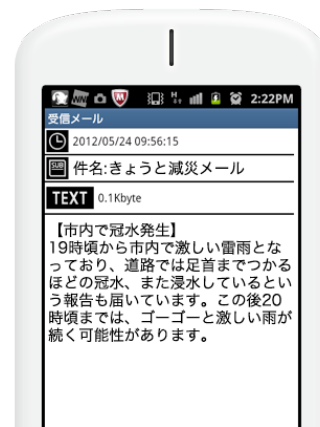 2:22PM
受信メール
2012/05/24 09:56:15
SUB 件名:きょうと減災メール
TEXT 0.1Kbyte
【市内で冠水発生】
19時頃から市内で激しい雷雨とな
っており、道路では足首までつかる
ほどの冠水、また浸水しているとい
う報告も届いています。この後20
時頃までは、ゴーゴーと激しい雨が
続く可能性があります。